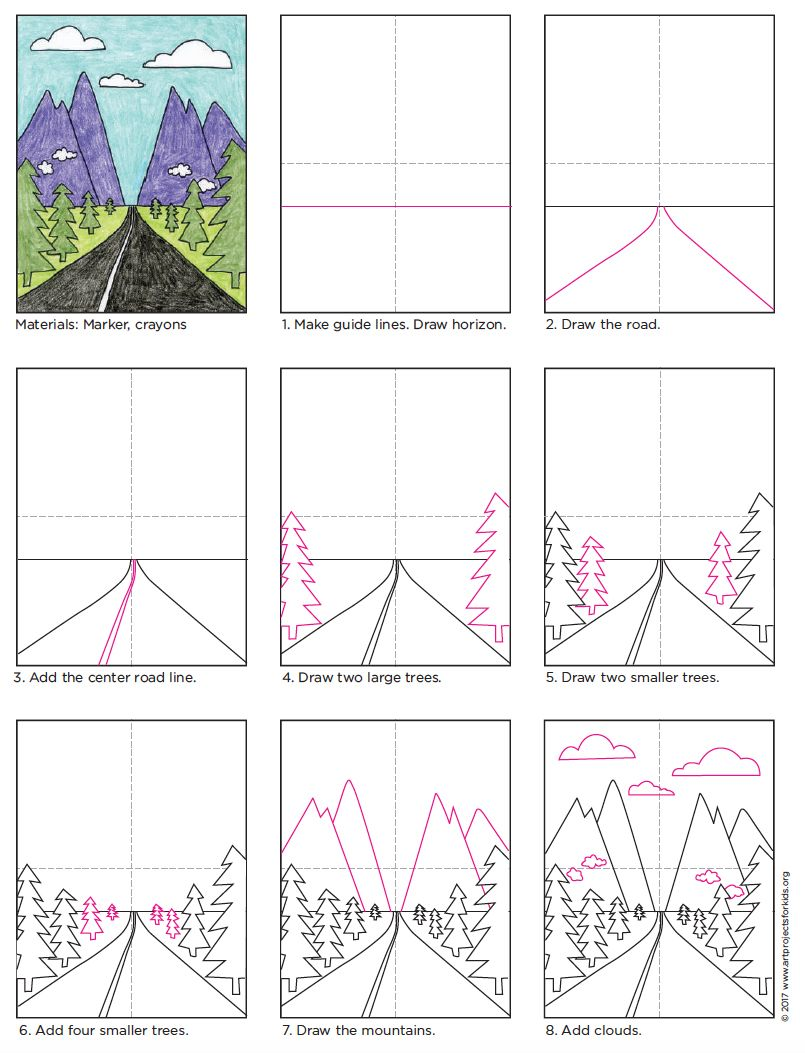 Materials: Marker, crayons
1. Make guide lines. Draw horizon.
2. Draw the road.
3. Add the center road line.
4. Draw two large trees.
5. Draw two smaller trees.
6. Add four smaller trees.
7. Draw the mountains.
8. Add clouds.
© 2017 www.artprojectsforkids.org